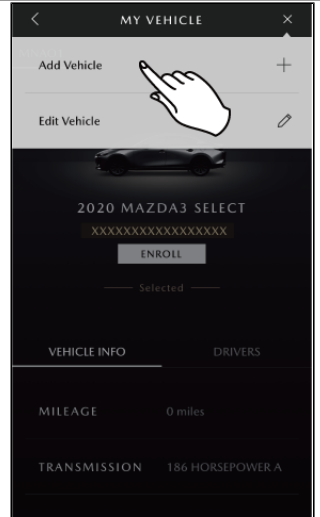 MY VEHICLE
Add Vehicle
Edit Vehicle
2020 MAZDA3 SELECT
XXXXXXXXXXXXXXXXX
ENROLL
Selected
VEHICLE INFO DRIVERS
MILEAGE 0 miles
TRANSMISSION 186 HORSEPOWER A